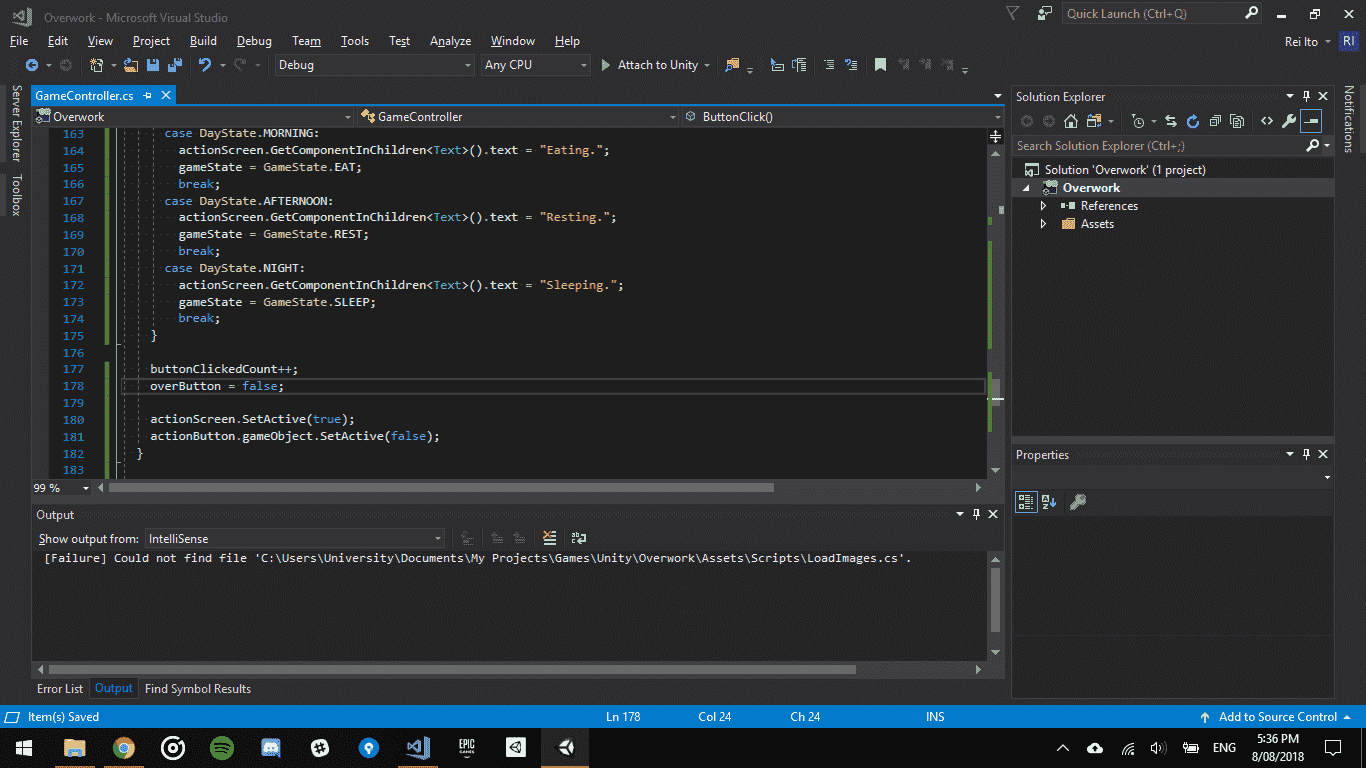 Overwork - Microsoft Visual Studio
Quick Launch (Ctrl+Q)
File Edit View Project Build Debug Team Tools Test Analyze Window Help
Rei Ito RI
Debug Any CPU Attach to Unity
Server Explorer
Toolbox
GameController.cs
Overwork GameController ButtonClick()
163 case DayState.MORNING:
164 actionScreen.GetComponentInChildren<Text>().text = "Eating.";
165 gameState = GameState.EAT;
166 break;
167 case DayState.AFTERNOON:
168 actionScreen.GetComponentInChildren<Text>().text = "Resting.";
169 gameState = GameState.REST;
170 break;
171 case DayState.NIGHT:
172 actionScreen.GetComponentInChildren<Text>().text = "Sleeping.";
173 gameState = GameState.SLEEP;
174 break;
175 }
176
177 buttonClickedCount++;
178 overButton = false;
179
180 actionScreen.SetActive(true);
181 actionButton.gameObject.SetActive(false);
182 }
183
99 %
Output
Show output from: IntelliSense
[Failure] Could not find file 'C:\Users\University\Documents\My Projects\Games\Unity\Overwork\Assets\Scripts\LoadImages.cs'.
Error List Output Find Symbol Results
Solution Explorer
Search Solution Explorer (Ctrl+;)
Solution 'Overwork' (1 project)
Overwork
References
Assets
Properties
Notifications
Item(s) Saved Ln 178 Col 24 Ch 24 INS Add to Source Control
EPIC GAMES
ENG
5:36 PM
8/08/2018